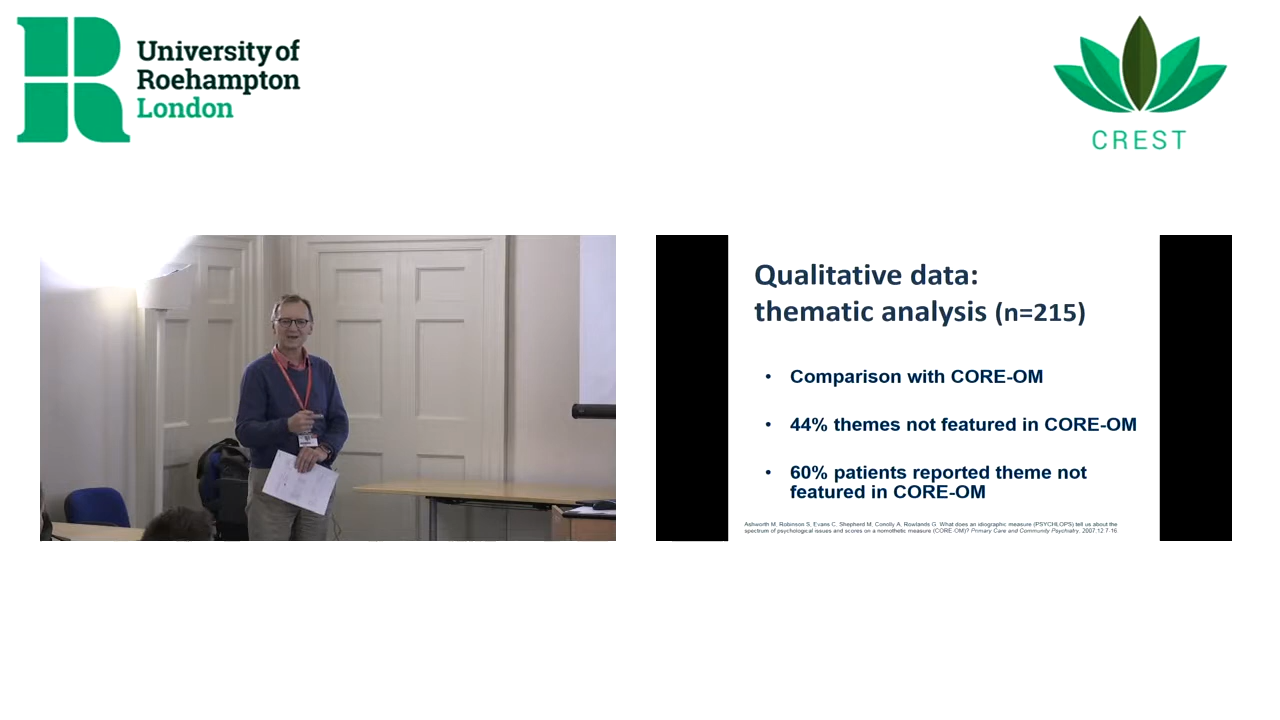 University of
Roehampton
London
CREST
Qualitative data:
thematic analysis (n=215)
• Comparison with CORE-OM
• 44% themes not featured in CORE-OM
• 60% patients reported theme not
featured in CORE-OM
Ashworth M, Robinson S, Evans C, Shepherd M, Conolly A, Rowlands G. What does an idiographic measure (PSYCHLOPS) tell us about the
spectrum of psychological issues and scores on a nomothetic measure (CORE-OM)? Primary Care and Community Psychiatry. 2007;12:7-16